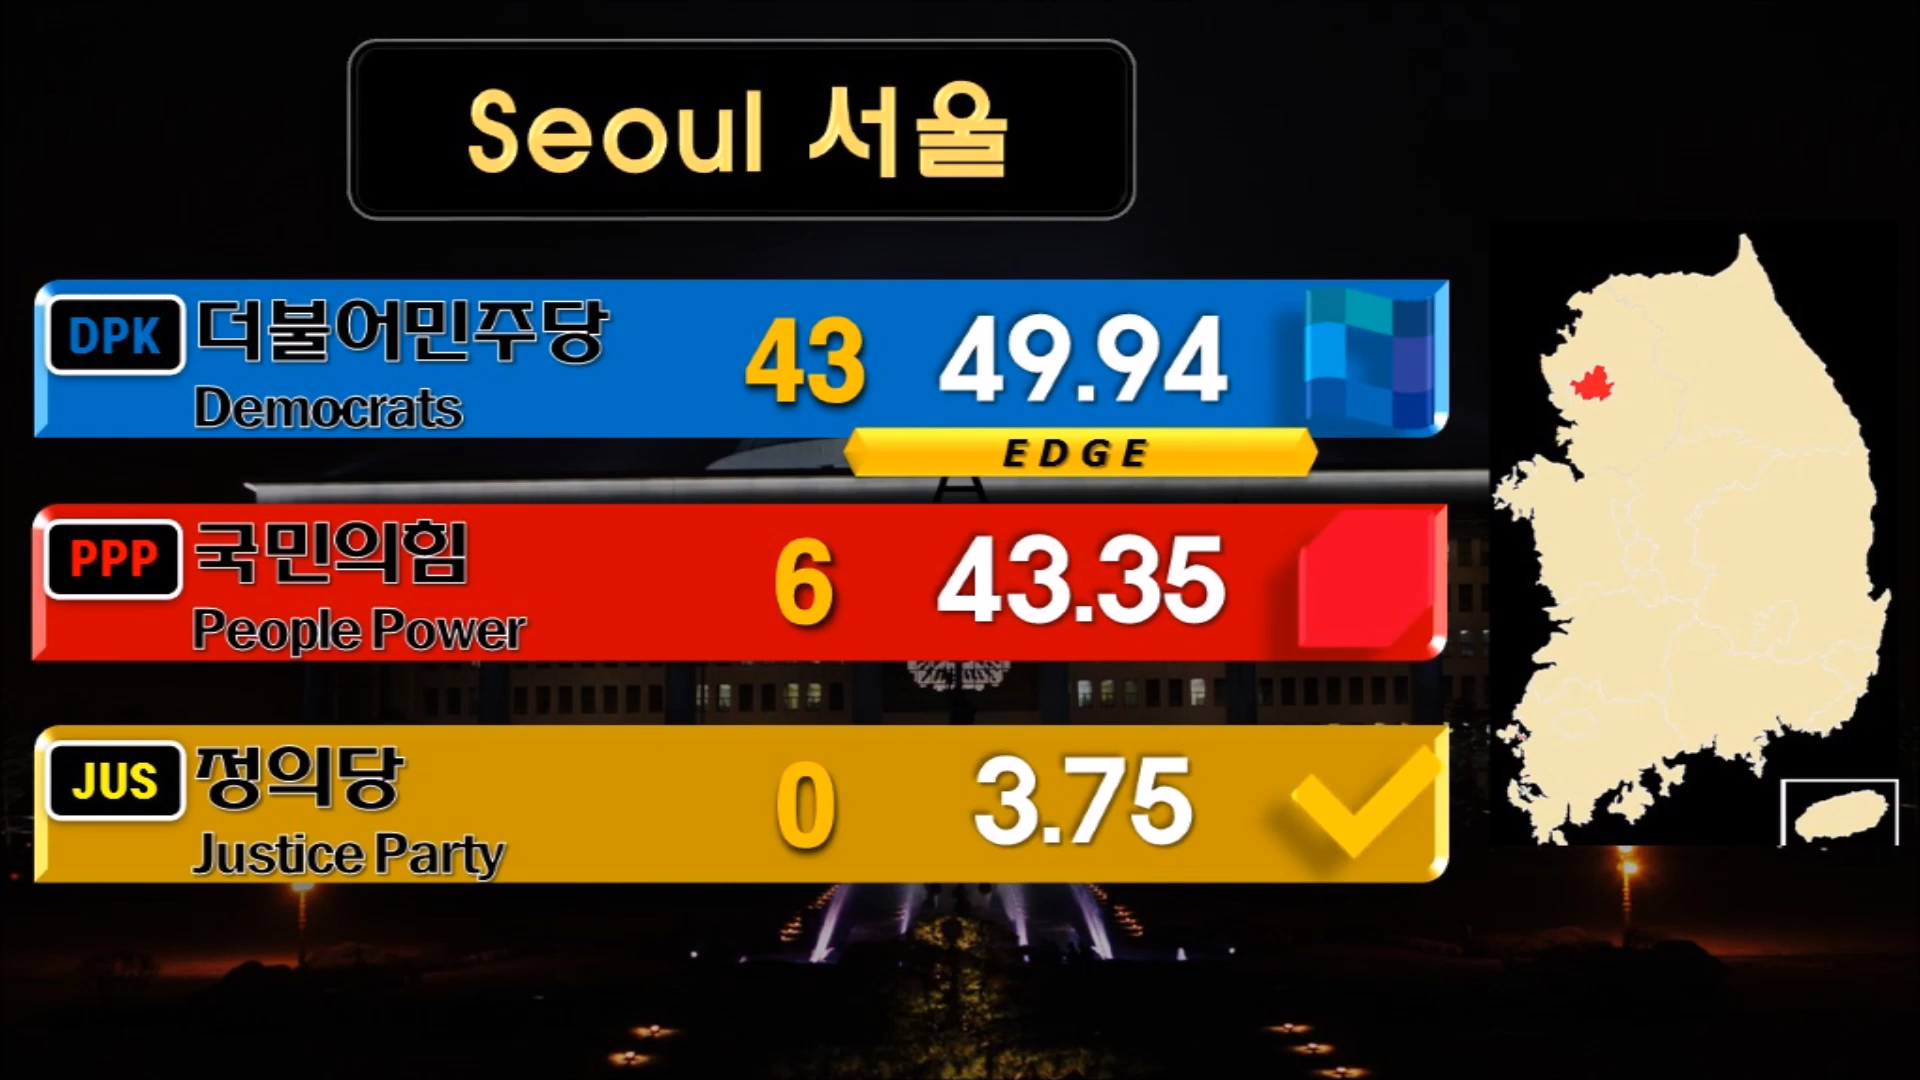 Seoul 서울
DPK 더불어민주당 43 49.94
Democrats
EDGE
PPP 국민의힘 6 43.35
People Power
JUS 정의당 0 3.75
Justice Party